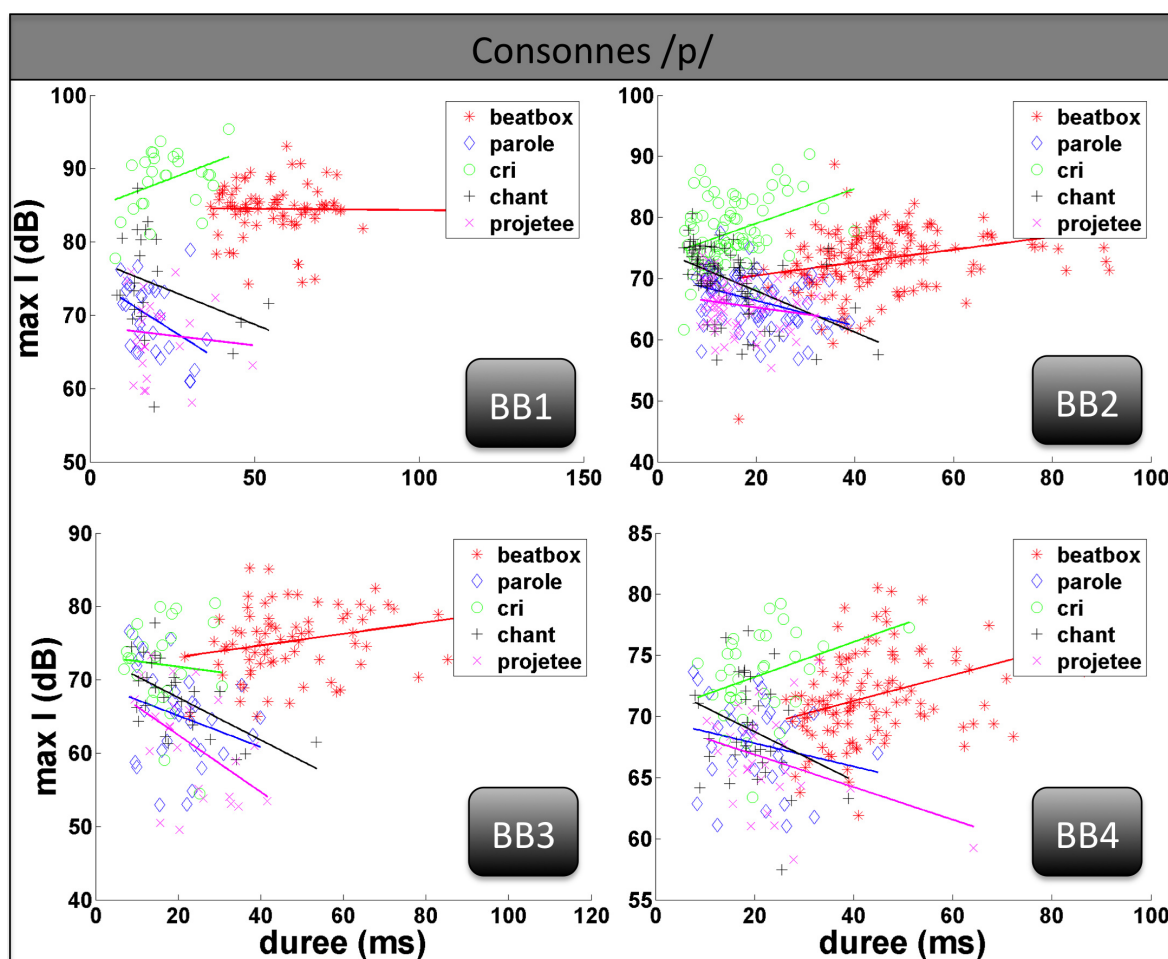 Consonnes /p/
max I (dB)
100
90
80
70
60
50
0
50
100
150
beatbox
parole
cri
chant
projetee
BB1
100
90
80
70
60
50
40
0
20
40
60
80
100
beatbox
parole
cri
chant
projetee
BB2
max I (dB)
90
80
70
60
50
40
0
20
40
60
80
100
120
duree (ms)
beatbox
parole
cri
chant
projetee
BB3
85
80
75
70
65
60
55
0
20
40
60
80
100
duree (ms)
beatbox
parole
cri
chant
projetee
BB4